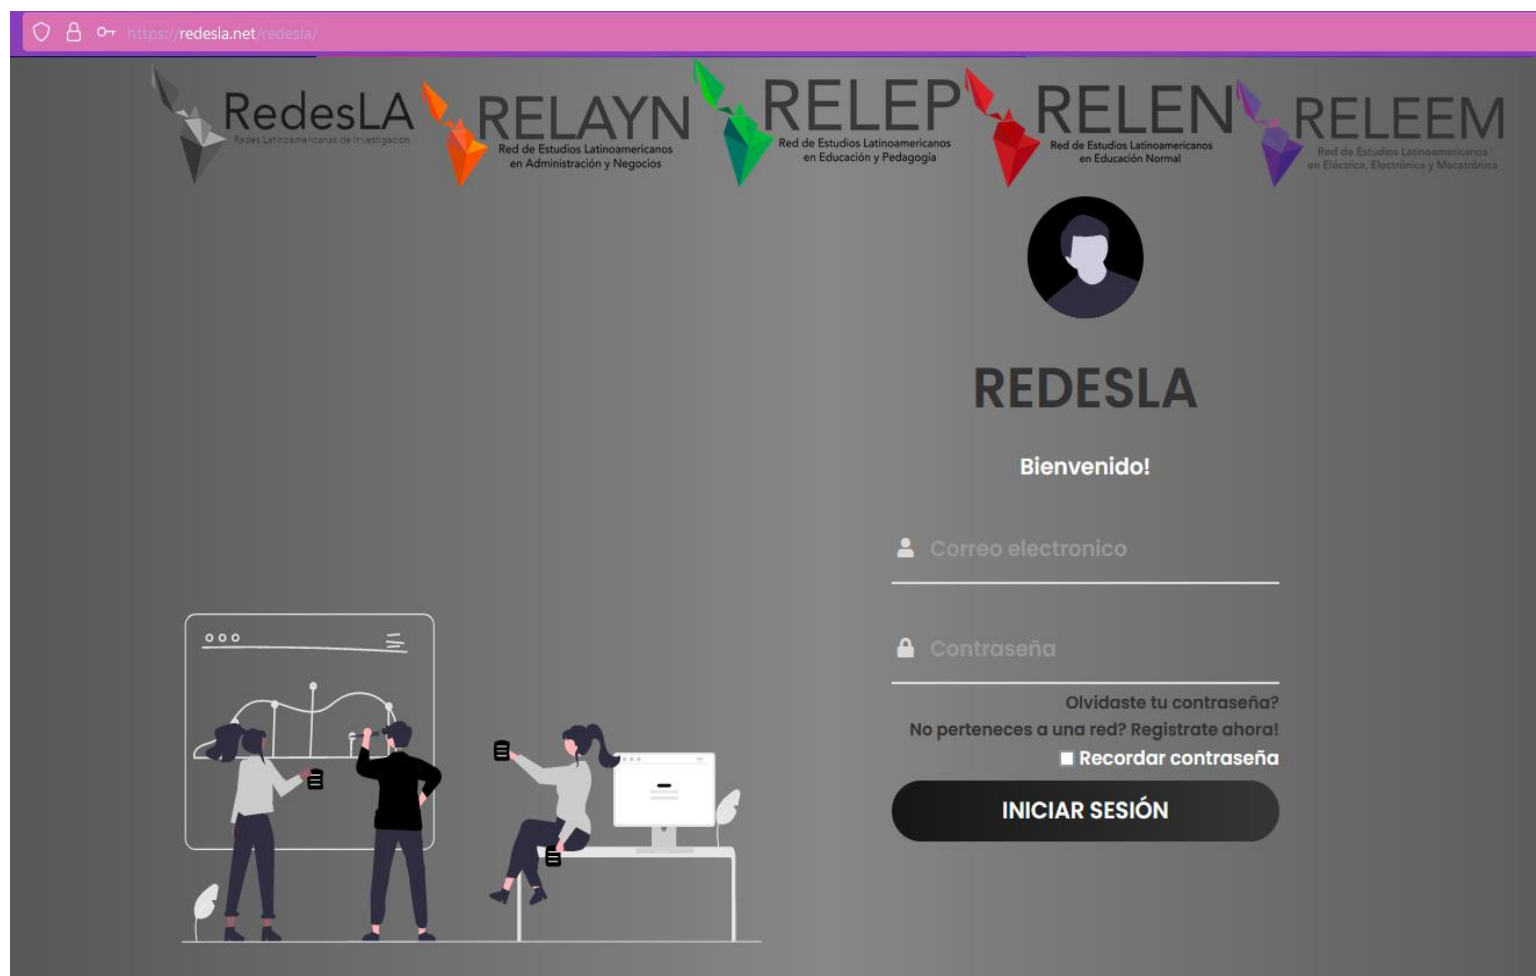 https://redesla.net/redesla/
RedesLA
Redes Latinoamericanas de Investigación
RELAYN
Red de Estudios Latinoamericanos
en Administración y Negocios
RELEP
Red de Estudios Latinoamericanos
en Educación y Pedagogía
RELEN
Red de Estudios Latinoamericanos
en Educación Normal
RELEEM
Red de Estudios Latinoamericanos
en Eléctrica, Electrónica y Mecatrónica
REDESLA
Bienvenido!
Correo electronico
Contraseña
Olvidaste tu contraseña?
No perteneces a una red? Registrate ahora!
Recordar contraseña
INICIAR SESIÓN